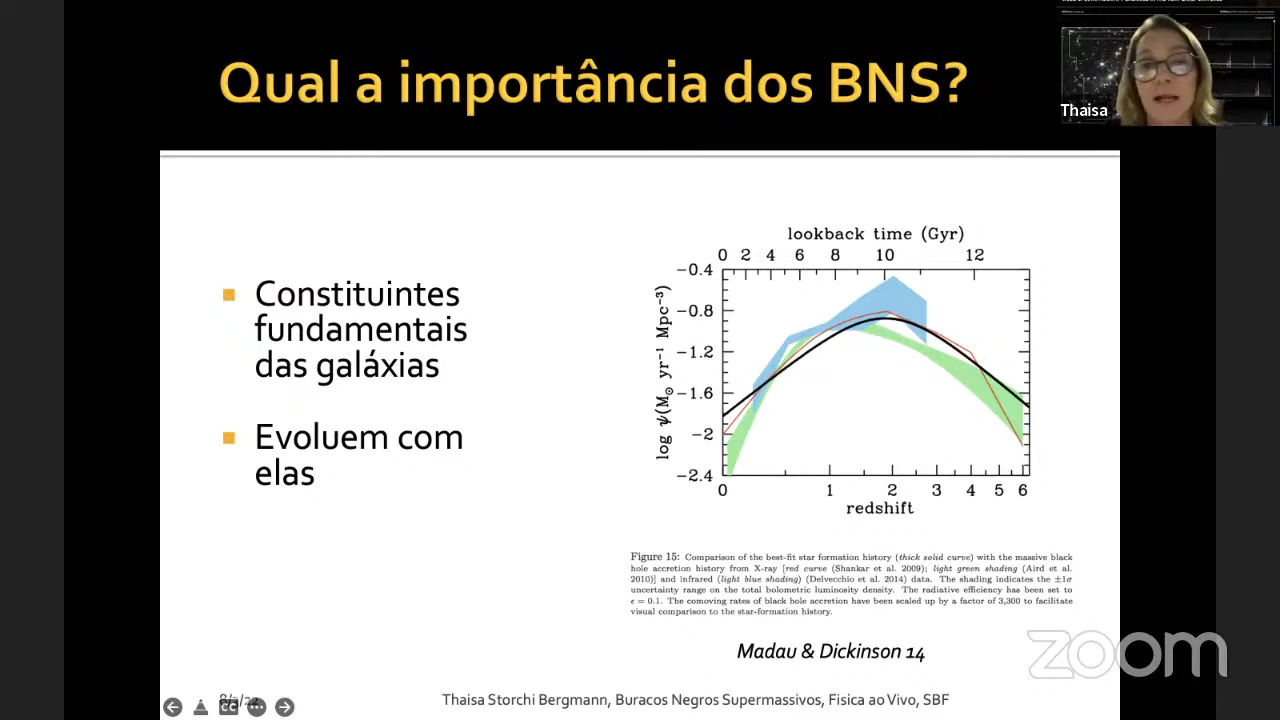 Qual a importância dos BNS?
Thaisa
Constituintes
fundamentais
das galáxias
Evoluem com
elas
lookback time (Gyr)
0 2 4 6 8 10 12
−0.4
−0.8
−1.2
−1.6
−2
−2.4
log ψ(M⊙ yr⁻¹ Mpc⁻³)
0 1 2 3 4 5 6
redshift
Figure 15: Comparison of the best-fit star formation history (thick solid curve) with the massive black
hole accretion history from X-ray [red curve (Shankar et al. 2009); light green shading (Aird et al.
2010)] and infrared (light blue shading) (Delvecchio et al. 2014) data. The shading indicates the ±1σ
uncertainty range on the total bolometric luminosity density. The radiative efficiency has been set to
ϵ = 0.1. The comoving rates of black hole accretion have been scaled up by a factor of 3,300 to facilitate
visual comparison to the star-formation history.
Madau & Dickinson 14
zoom
Thaisa Storchi Bergmann, Buracos Negros Supermassivos, Fisica ao Vivo, SBF